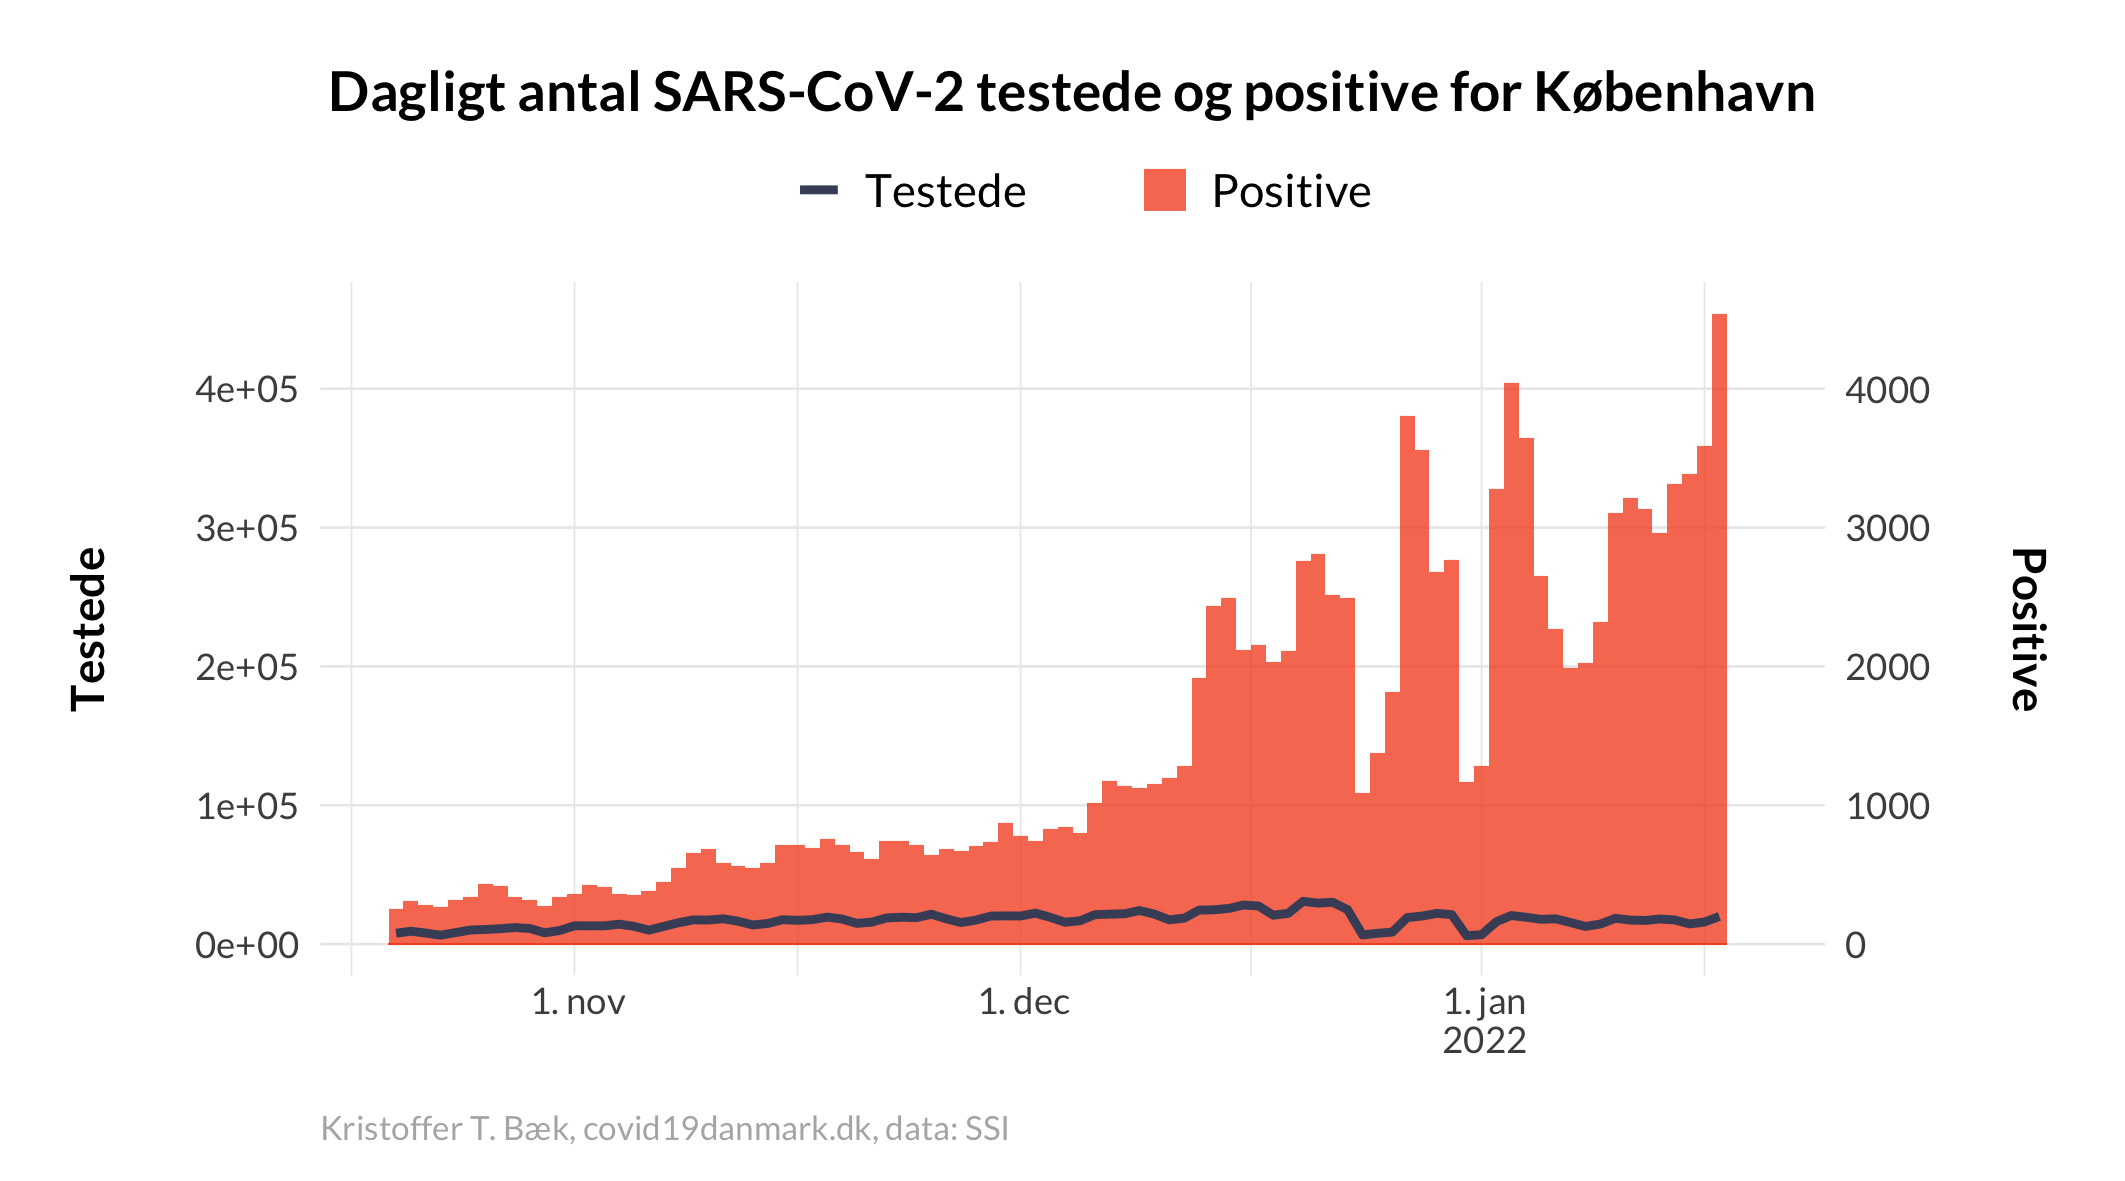 Dagligt antal SARS-CoV-2 testede og positive for København
Testede
Positive
4e+05
3e+05
2e+05
1e+05
0e+00
Testede
4000
3000
2000
1000
0
Positive
1. nov
1. dec
1. jan
2022
Kristoffer T. Bæk, covid19danmark.dk, data: SSI